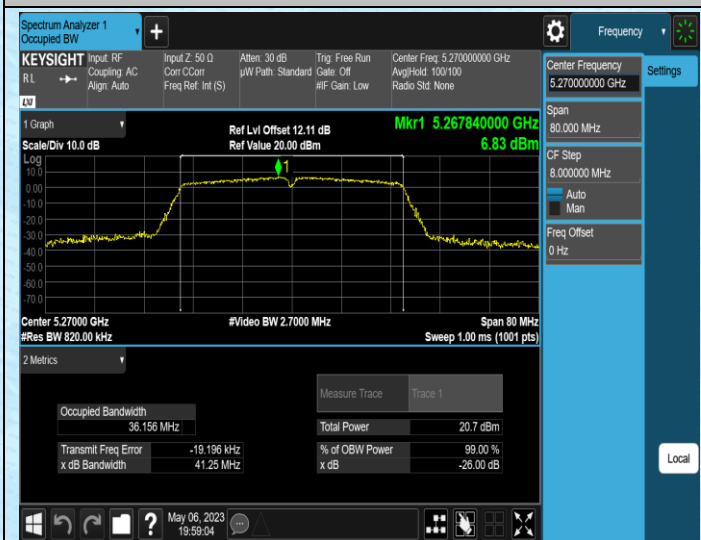 Spectrum Analyzer 1
Occupied BW
Frequency
KEYSIGHT
R L
LXI
Input: RF
Coupling: AC
Align: Auto
Input Z: 50 Ω
Corr CCorr
Freq Ref: Int (S)
Atten: 30 dB
µW Path: Standard
Trig: Free Run
Gate: Off
#IF Gain: Low
Center Freq: 5.270000000 GHz
Avg|Hold: 100/100
Radio Std: None
Center Frequency
5.270000000 GHz
Settings
Span
80.000 MHz
CF Step
8.000000 MHz
Auto
Man
Freq Offset
0 Hz
1 Graph
Scale/Div 10.0 dB
Ref Lvl Offset 12.11 dB
Ref Value 20.00 dBm
Mkr1 5.267840000 GHz
6.83 dBm
Log
10.0
0.00
-10.0
-20.0
-30.0
-40.0
-50.0
-60.0
-70.0
1
Center 5.27000 GHz
#Res BW 820.00 kHz
#Video BW 2.7000 MHz
Span 80 MHz
Sweep 1.00 ms (1001 pts)
2 Metrics
Measure Trace
Trace 1
Occupied Bandwidth
36.156 MHz
Total Power
20.7 dBm
Transmit Freq Error
-19.196 kHz
% of OBW Power
99.00 %
x dB Bandwidth
41.25 MHz
x dB
-26.00 dB
Local
?
May 06, 2023
19:59:04